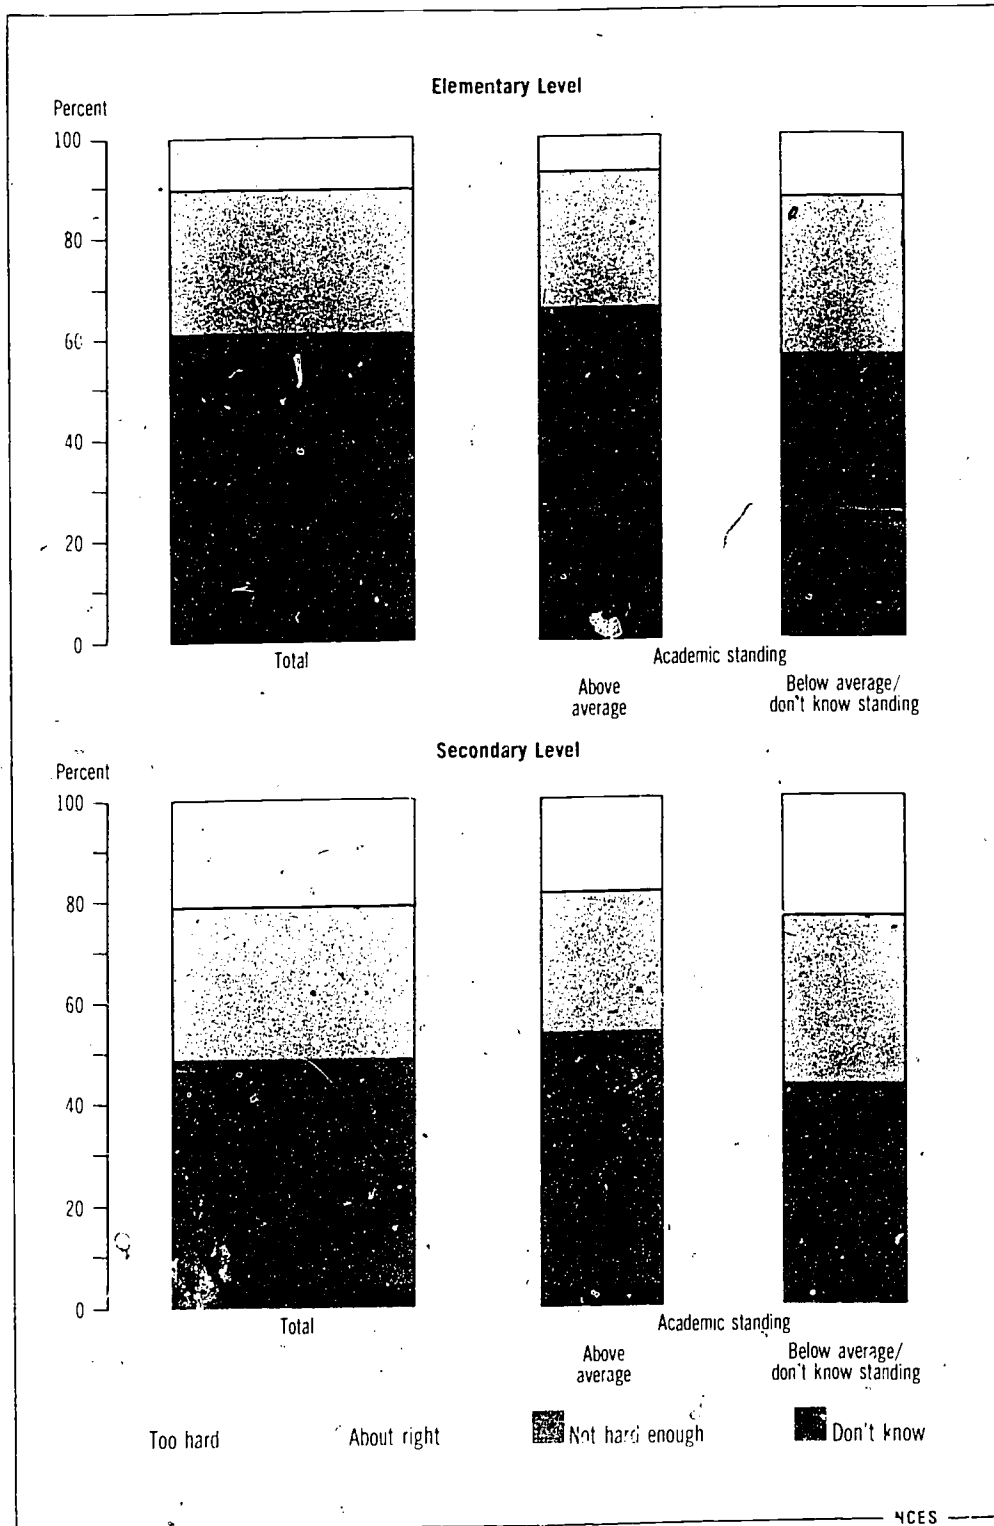 Elementary Level
Percent
100
80
60
40
20
0
Total
Academic standing
Above
average
Below average/
don't know standing
Secondary Level
Percent
100
80
60
40
20
0
Total
Academic standing
Above
average
Below average/
don't know standing
Too hard
About right
Not hard enough
Don't know
NCES